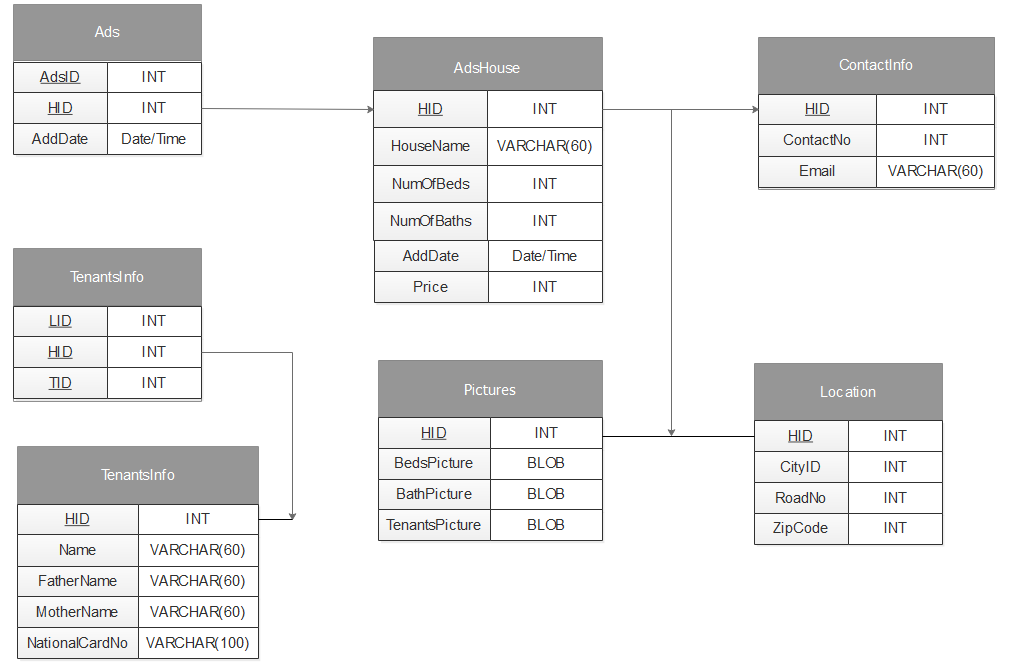 Ads
AdsID INT
HID INT
AddDate Date/Time
AdsHouse
HID INT
HouseName VARCHAR(60)
NumOfBeds INT
NumOfBaths INT
AddDate Date/Time
Price INT
ContactInfo
HID INT
ContactNo INT
Email VARCHAR(60)
TenantsInfo
LID INT
HID INT
TID INT
Pictures
HID INT
BedsPicture BLOB
BathPicture BLOB
TenantsPicture BLOB
Location
HID INT
CityID INT
RoadNo INT
ZipCode INT
TenantsInfo
HID INT
Name VARCHAR(60)
FatherName VARCHAR(60)
MotherName VARCHAR(60)
NationalCardNo VARCHAR(100)